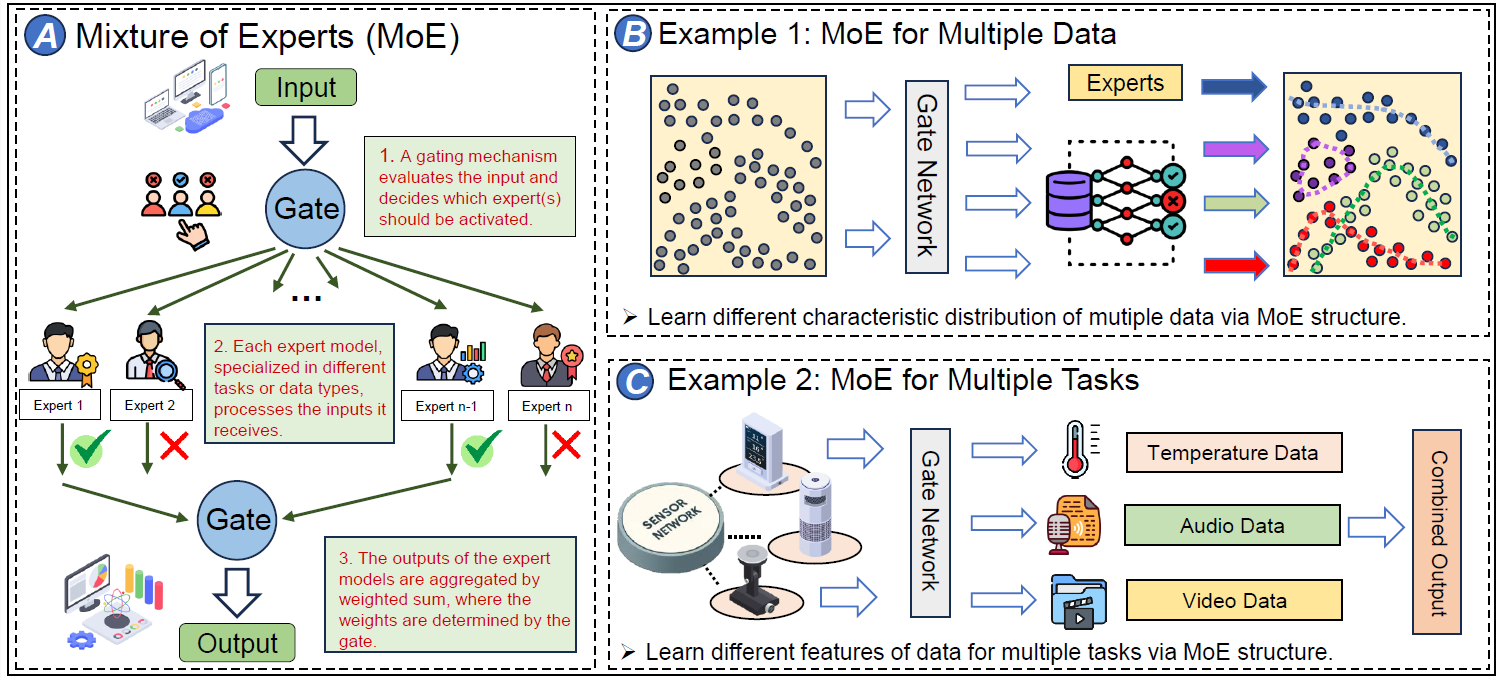 A Mixture of Experts (MoE)
Input
1. A gating mechanism
evaluates the input and
decides which expert(s)
should be activated.
Gate
...
2. Each expert model,
specialized in different
tasks or data types,
processes the inputs it
receives.
Expert 1
Expert 2
Expert n-1
Expert n
Gate
3. The outputs of the expert
models are aggregated by
weighted sum, where the
weights are determined by the
gate.
Output
B Example 1: MoE for Multiple Data
Gate Network
Experts
➢ Learn different characteristic distribution of mutiple data via MoE structure.
C Example 2: MoE for Multiple Tasks
SENSOR
NETWORK
Gate Network
Temperature Data
Audio Data
Video Data
Combined Output
➢ Learn different features of data for multiple tasks via MoE structure.